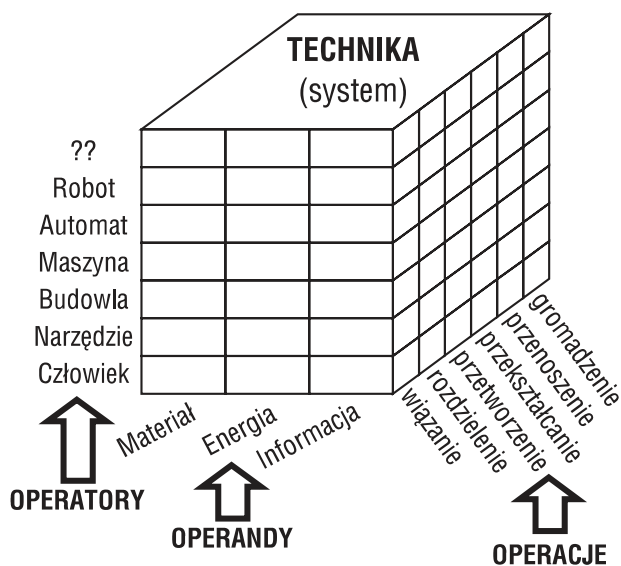 TECHNIKA
(system)
??
Robot
Automat
Maszyna
Budowla
Narzędzie
Człowiek
OPERATORY
Materiał
Energia
Informacja
OPERANDY
wiązanie
rozdzielenie
przetworzenie
przekształcanie
przenoszenie
gromadzenie
OPERACJE